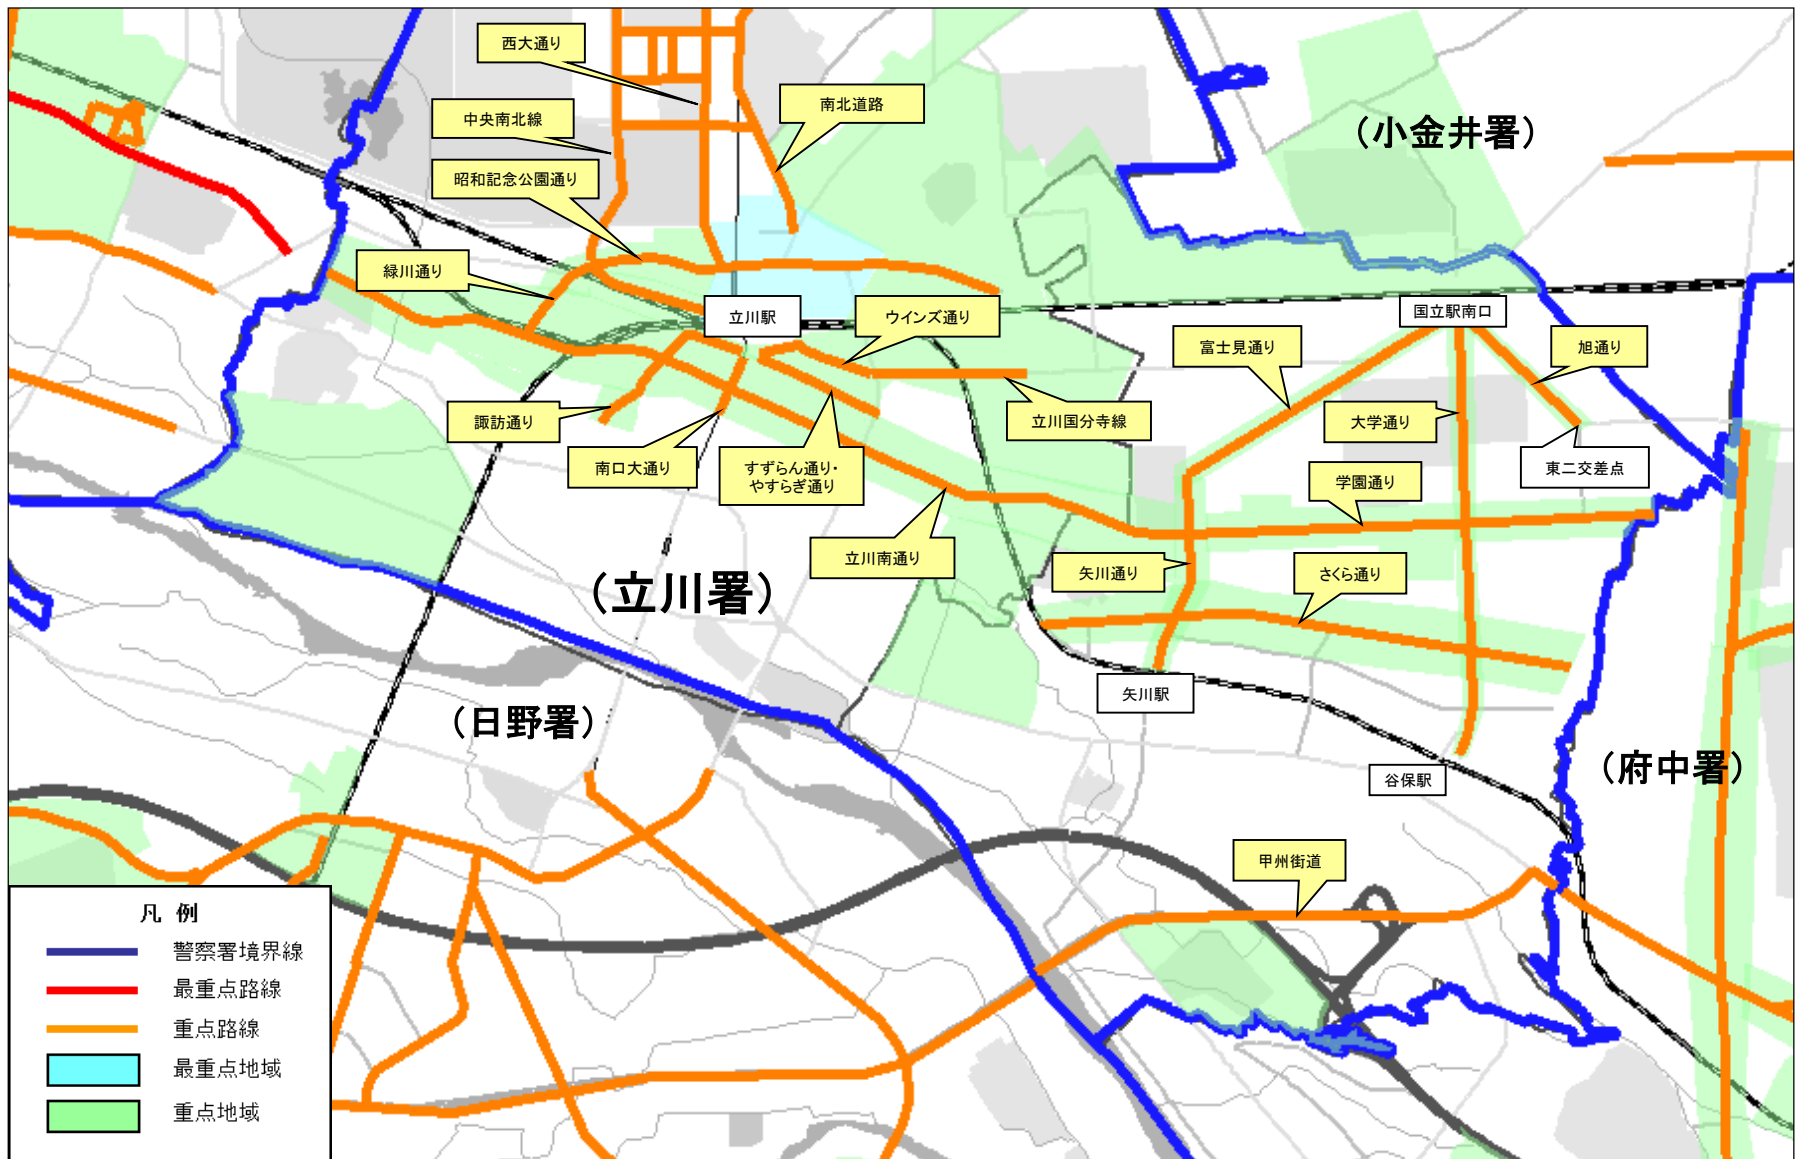 西大通り
南北道路
中央南北線
(小金井署)
昭和記念公園通り
緑川通り
立川駅
ウインズ通り
国立駅南口
富士見通り
旭通り
諏訪通り
立川国分寺線
大学通り
南口大通り
すずらん通り・
やすらぎ通り
東二交差点
学園通り
立川南通り
矢川通り
さくら通り
(立川署)
矢川駅
(日野署)
谷保駅
(府中署)
甲州街道
凡 例
警察署境界線
最重点路線
重点路線
最重点地域
重点地域